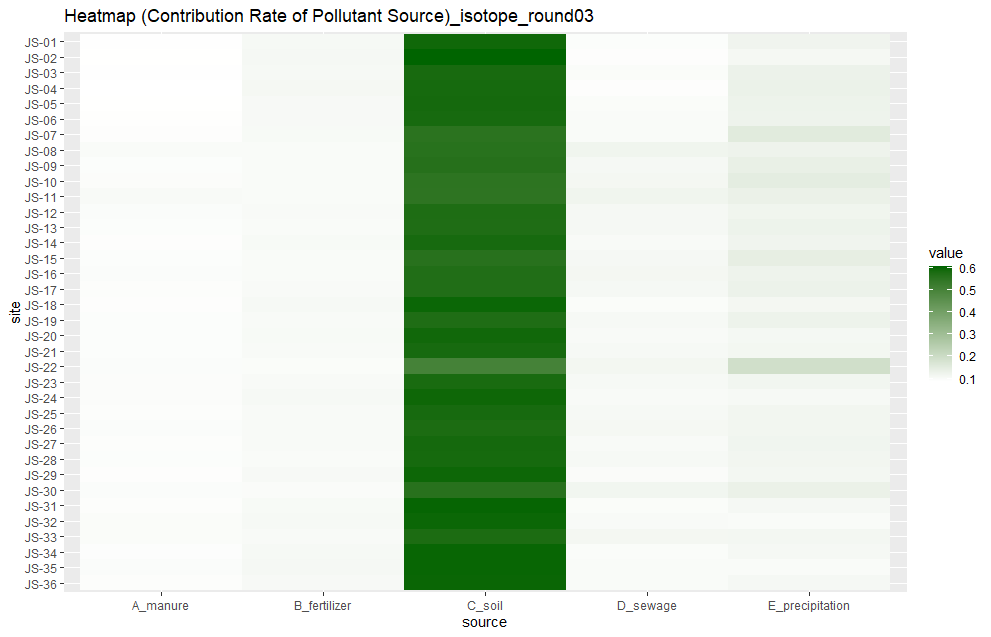 Heatmap (Contribution Rate of Pollutant Source)_isotope_round03
JS-01
JS-02
JS-03
JS-04
JS-05
JS-06
JS-07
JS-08
JS-09
JS-10
JS-11
JS-12
JS-13
JS-14
JS-15
JS-16
JS-17
JS-18
JS-19
JS-20
JS-21
JS-22
JS-23
JS-24
JS-25
JS-26
JS-27
JS-28
JS-29
JS-30
JS-31
JS-32
JS-33
JS-34
JS-35
JS-36
site
A_manure B_fertilizer C_soil D_sewage E_precipitation
source
value
0.6
0.5
0.4
0.3
0.2
0.1